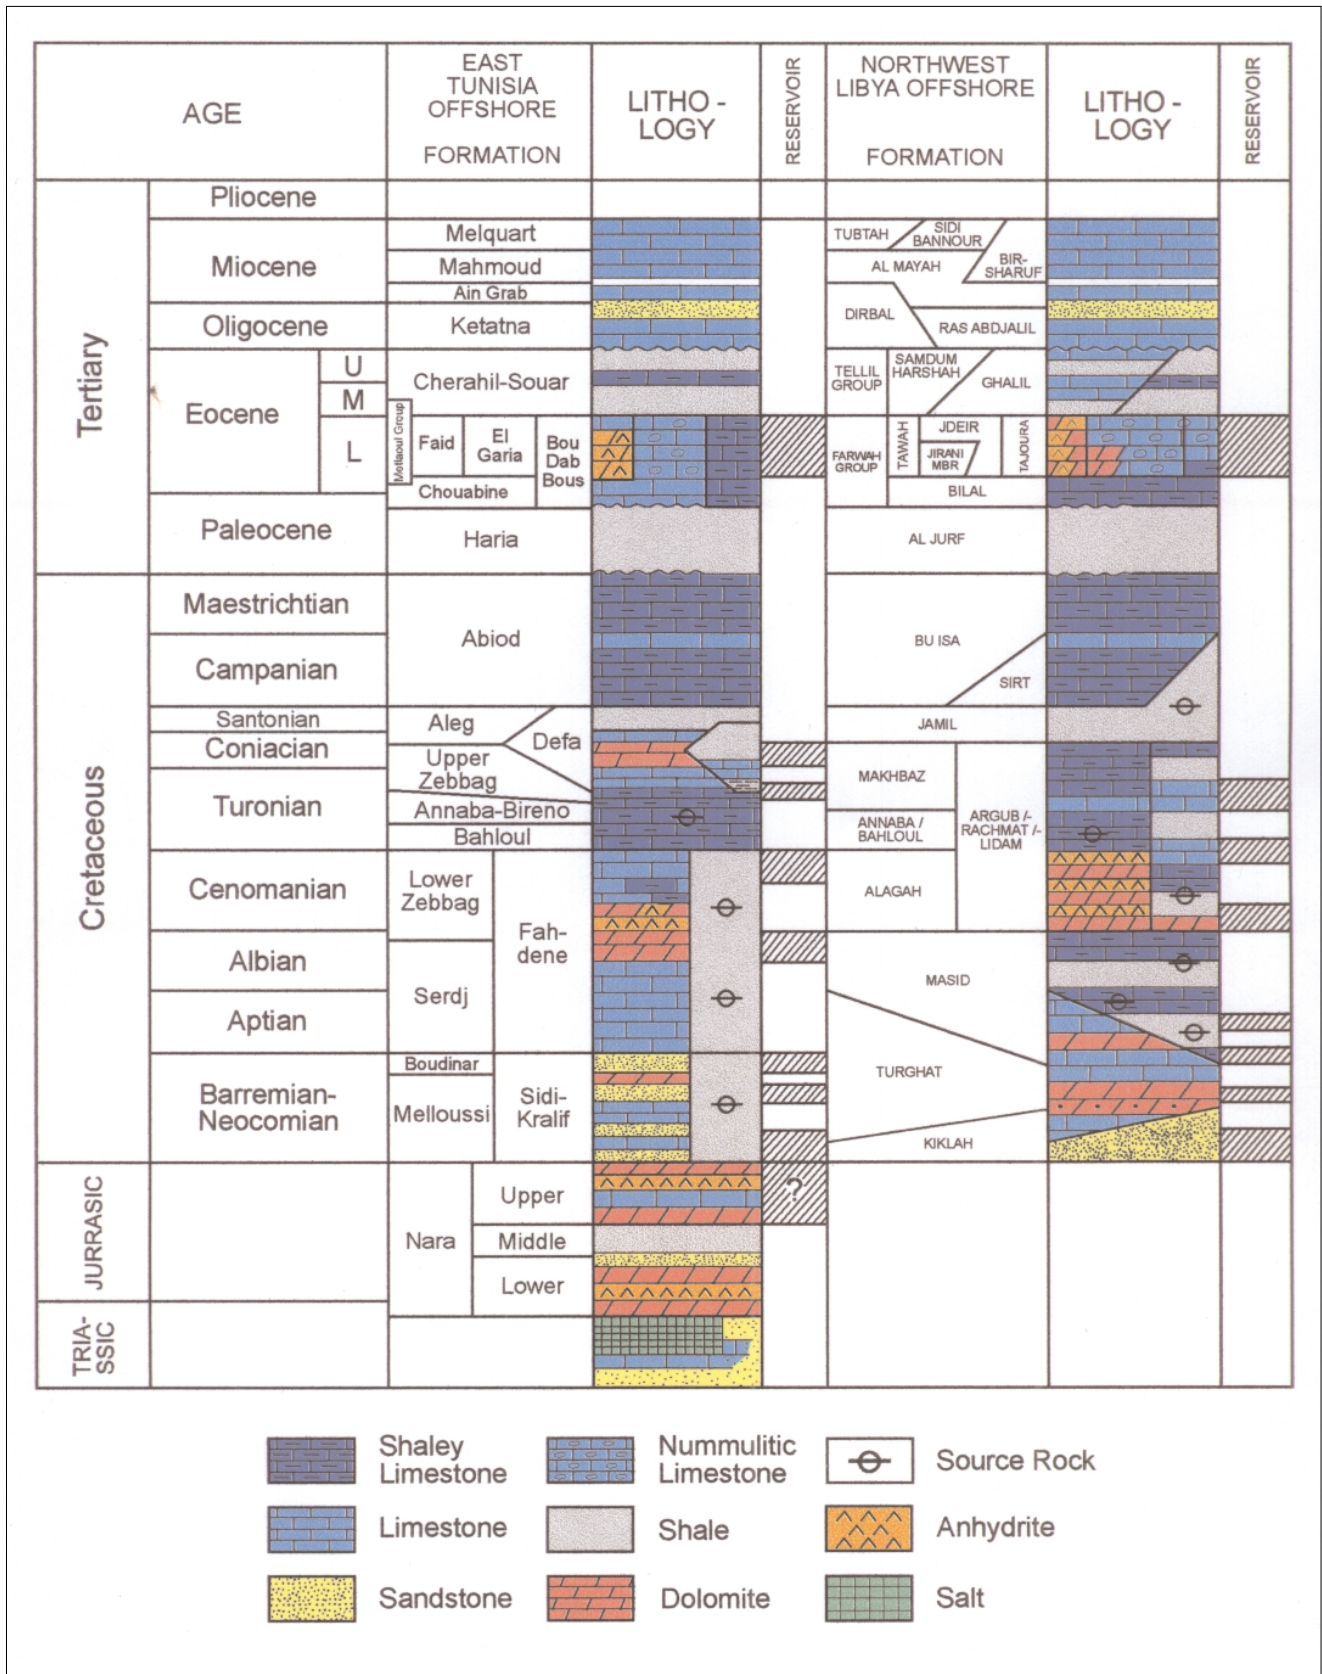 AGE
EAST
TUNISIA
OFFSHORE
FORMATION
LITHO -
LOGY
RESERVOIR
NORTHWEST
LIBYA OFFSHORE
FORMATION
LITHO -
LOGY
RESERVOIR
Tertiary
Pliocene
Miocene
Melquart
Mahmoud
Ain Grab
TUBTAH
SIDI
BANNOUR
BIR-
SHARUF
AL MAYAH
Oligocene
Ketatna
DIRBAL
RAS ABDJALIL
Eocene
U
M
L
Cherahil-Souar
TELLIL
GROUP
SAMDUM
HARSHAH
GHALIL
Metlaoui Group
Faid
El
Garia
Bou
Dab
Bous
Chouabine
FARWAH
GROUP
TAWAH
JDEIR
JIRANI
MBR
TAJOURA
BILAL
Paleocene
Haria
AL JURF
Cretaceous
Maestrichtian
Campanian
Abiod
BU ISA
SIRT
Santonian
Aleg
Defa
JAMIL
Coniacian
Upper
Zebbag
MAKHBAZ
ARGUB /-
RACHMAT /-
LIDAM
Turonian
Annaba-Bireno
Bahloul
ANNABA /
BAHLOUL
Cenomanian
Lower
Zebbag
Fah-
dene
ALAGAH
Albian
Serdj
MASID
Aptian
TURGHAT
Barremian-
Neocomian
Boudinar
Melloussi
Sidi-
Kralif
KIKLAH
JURRASIC
Nara
Upper
?
Middle
Lower
TRIA-
SSIC
Shaley
Limestone
Nummulitic
Limestone
Source Rock
Limestone
Shale
Anhydrite
Sandstone
Dolomite
Salt